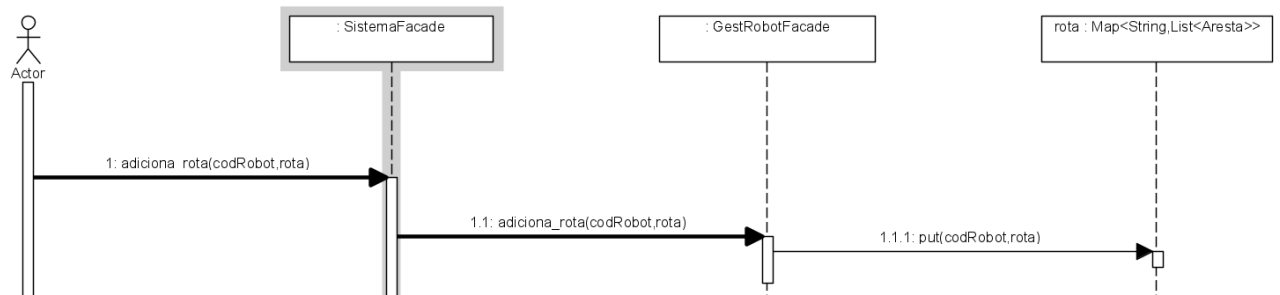 : SistemaFacade
: GestRobotFacade
rota : Map<String,List<Aresta>>
Actor
1: adiciona_rota(codRobot,rota)
1.1: adiciona_rota(codRobot,rota)
1.1.1: put(codRobot,rota)